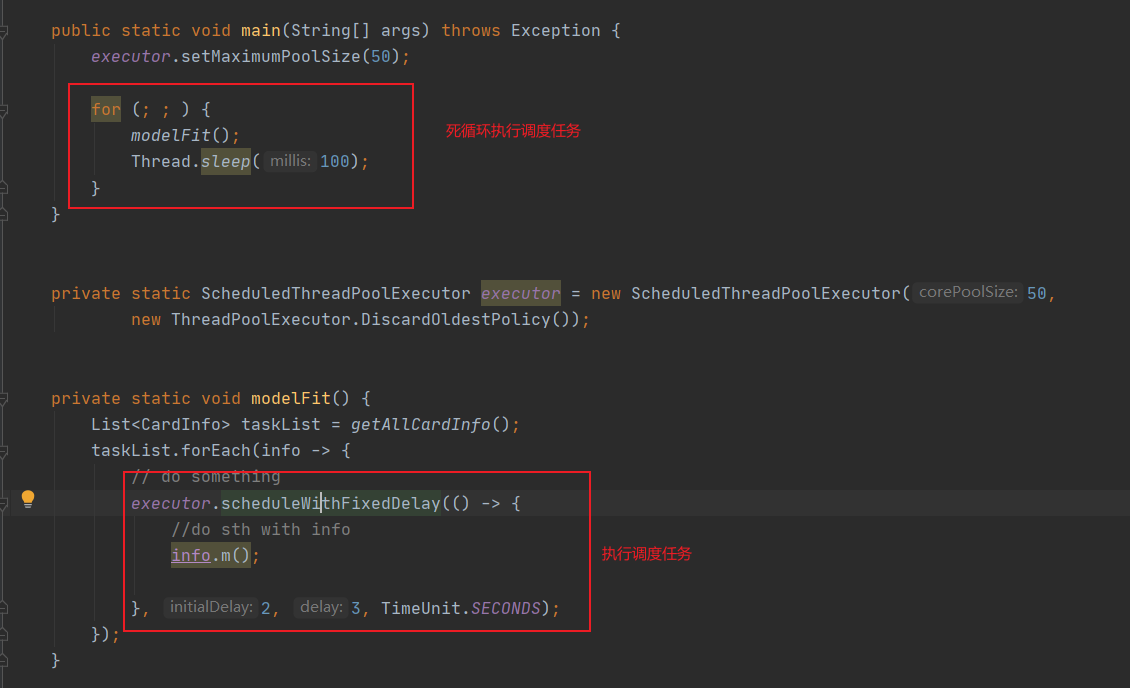 public static void main(String[] args) throws Exception {
executor.setMaximumPoolSize(50);
for (; ; ) {
modelFit();
死循环执行调度任务
Thread.sleep( millis: 100);
}
}
private static ScheduledThreadPoolExecutor executor = new ScheduledThreadPoolExecutor( corePoolSize: 50,
new ThreadPoolExecutor.DiscardOldestPolicy());
private static void modelFit() {
List<CardInfo> taskList = getAllCardInfo();
taskList.forEach(info -> {
// do something
executor.scheduleWithFixedDelay(() -> {
//do sth with info
info.m();
执行调度任务
}, initialDelay: 2, delay: 3, TimeUnit.SECONDS);
});
}